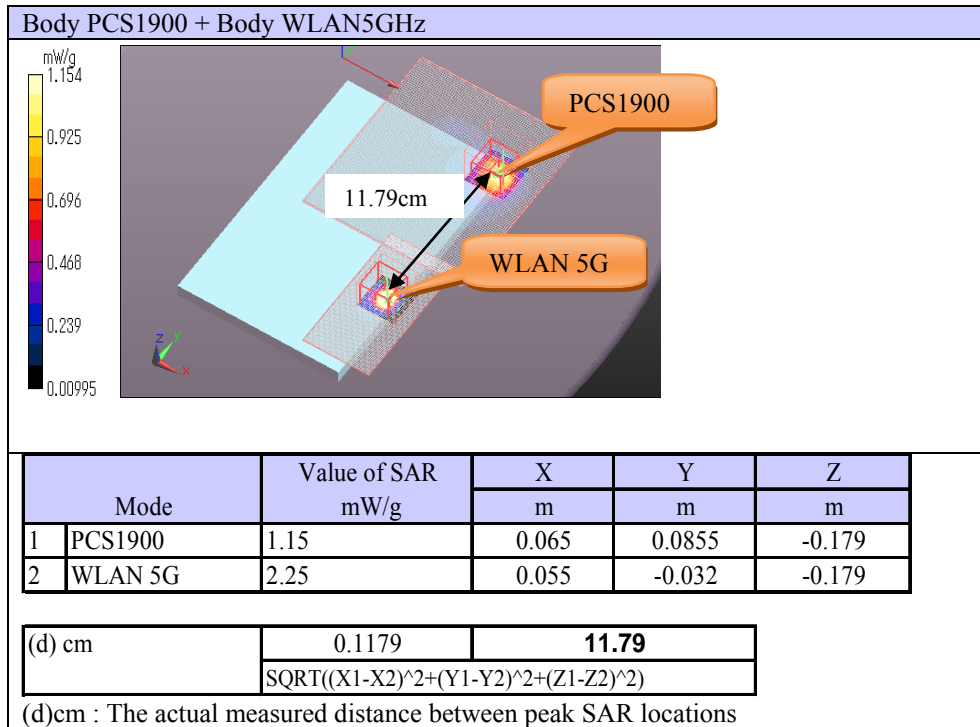 Body PCS1900 + Body WLAN5GHz
mW/g
1.154
0.925
0.696
0.468
0.239
0.00995
PCS1900
11.79cm
WLAN 5G
z y x
Mode Value of SAR mW/g X m Y m Z m
1 PCS1900 1.15 0.065 0.0855 -0.179
2 WLAN 5G 2.25 0.055 -0.032 -0.179
(d) cm 0.1179 11.79
SQRT((X1-X2)^2+(Y1-Y2)^2+(Z1-Z2)^2)
(d)cm : The actual measured distance between peak SAR locations